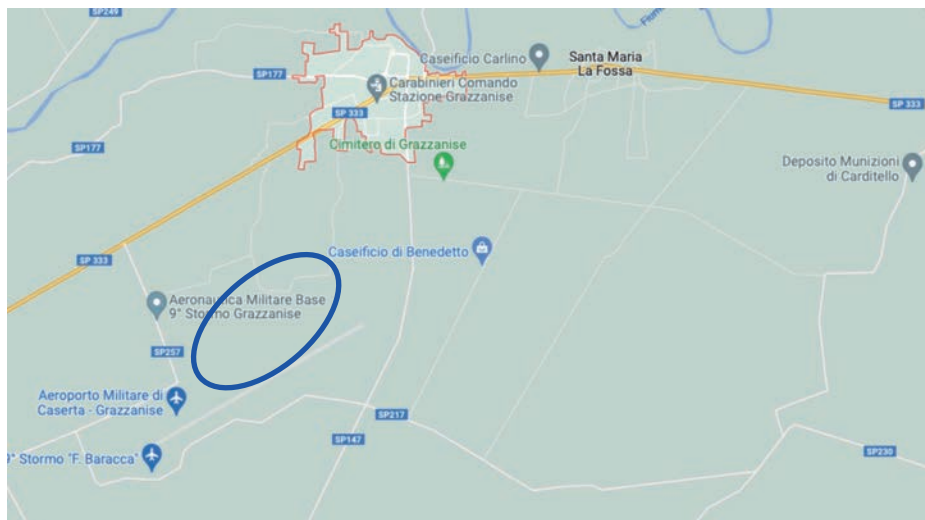 SP249
Fium
Caseificio Carlino
Santa Maria
La Fossa
SP177
Carabinieri Comando
Stazione Grazzanise
SP 333
SP 333
SP177
Cimitero di Grazzanise
Deposito Munizioni
di Carditello
Caseificio di Benedetto
SP 333
Aeronautica Militare Base
9° Stormo Grazzanise
SP257
Aeroporto Militare di
Caserta - Grazzanise
SP217
SP147
9° Stormo "F. Baracca"
SP230